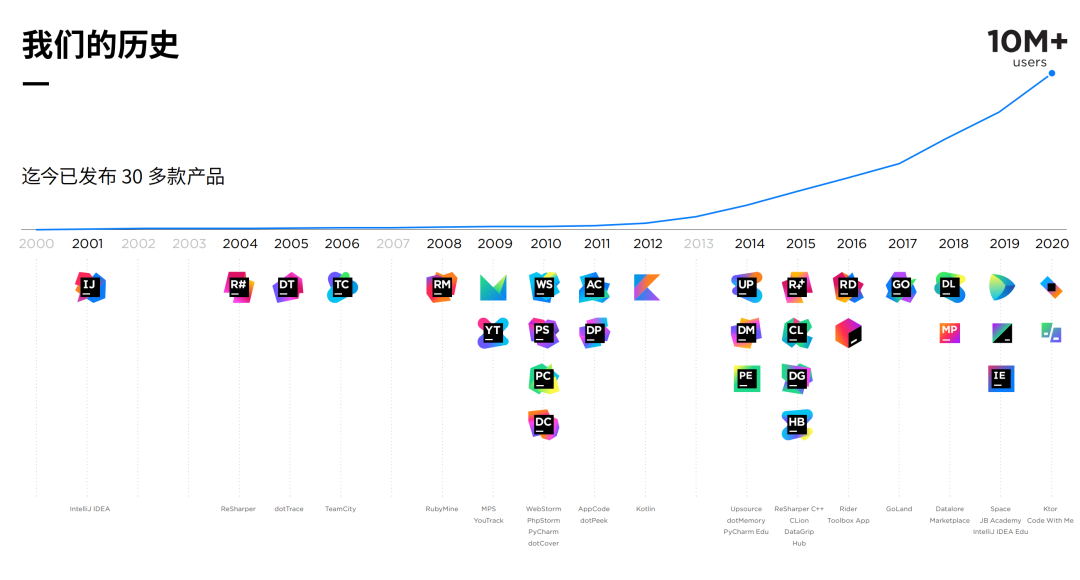 我们的历史
10M+
users
迄今已发布 30 多款产品
2000 2001 2002 2003 2004 2005 2006 2007 2008 2009 2010 2011 2012 2013 2014 2015 2016 2017 2018 2019 2020
IJ R# DT TC RM WS AC UP R+ RD GO DL
YT PS DP DM CL MP
PC PE DG IE
DC HB
IntelliJ IDEA ReSharper dotTrace TeamCity RubyMine MPS WebStorm AppCode Kotlin Upsource ReSharper C++ Rider GoLand Datalore Space Ktor
YouTrack PhpStorm dotPeek dotMemory CLion Toolbox App Marketplace JB Academy Code With Me
PyCharm PyCharm Edu DataGrip IntelliJ IDEA Edu
dotCover Hub